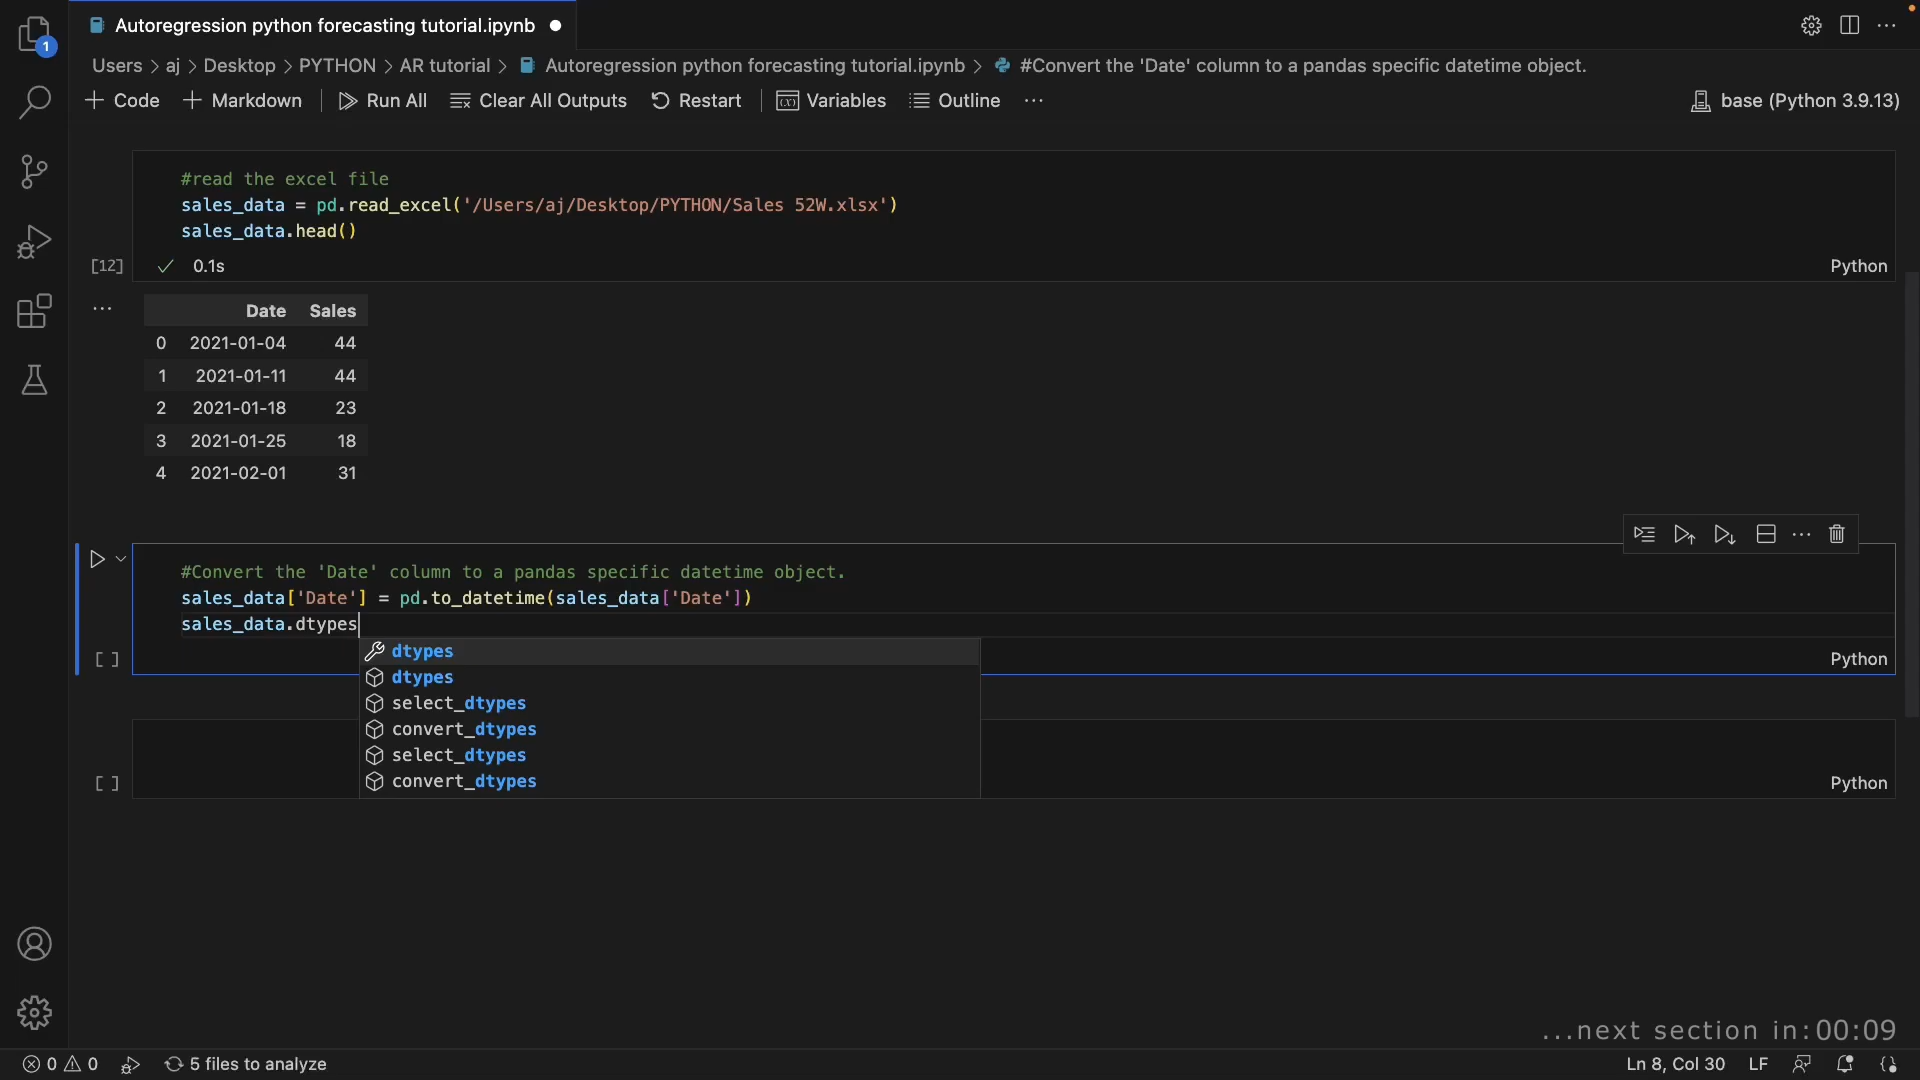 1
Autoregression python forecasting tutorial.ipynb
Users > aj > Desktop > PYTHON > AR tutorial > Autoregression python forecasting tutorial.ipynb > #Convert the 'Date' column to a pandas specific datetime object.
+ Code + Markdown Run All Clear All Outputs Restart Variables Outline ··· base (Python 3.9.13)
#read the excel file
sales_data = pd.read_excel('/Users/aj/Desktop/PYTHON/Sales 52W.xlsx')
sales_data.head()
[12] ✓ 0.1s Python
Date Sales
0 2021-01-04 44
1 2021-01-11 44
2 2021-01-18 23
3 2021-01-25 18
4 2021-02-01 31
#Convert the 'Date' column to a pandas specific datetime object.
sales_data['Date'] = pd.to_datetime(sales_data['Date'])
sales_data.dtypes
dtypes
[ ] Python
dtypes
select_dtypes
convert_dtypes
select_dtypes
convert_dtypes
[ ] Python
...next section in:00:09
0 0 5 files to analyze Ln 8, Col 30 LF